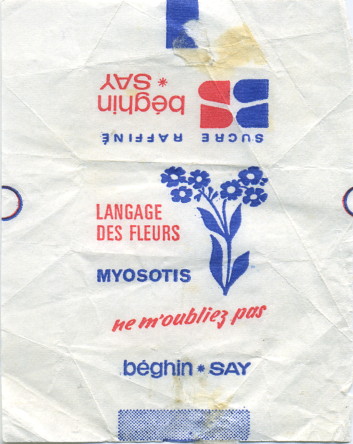 béghin
* SAY
SUCRE RAFFINÉ
LANGAGE
DES FLEURS
MYOSOTIS
ne m'oubliez pas
béghin * SAY